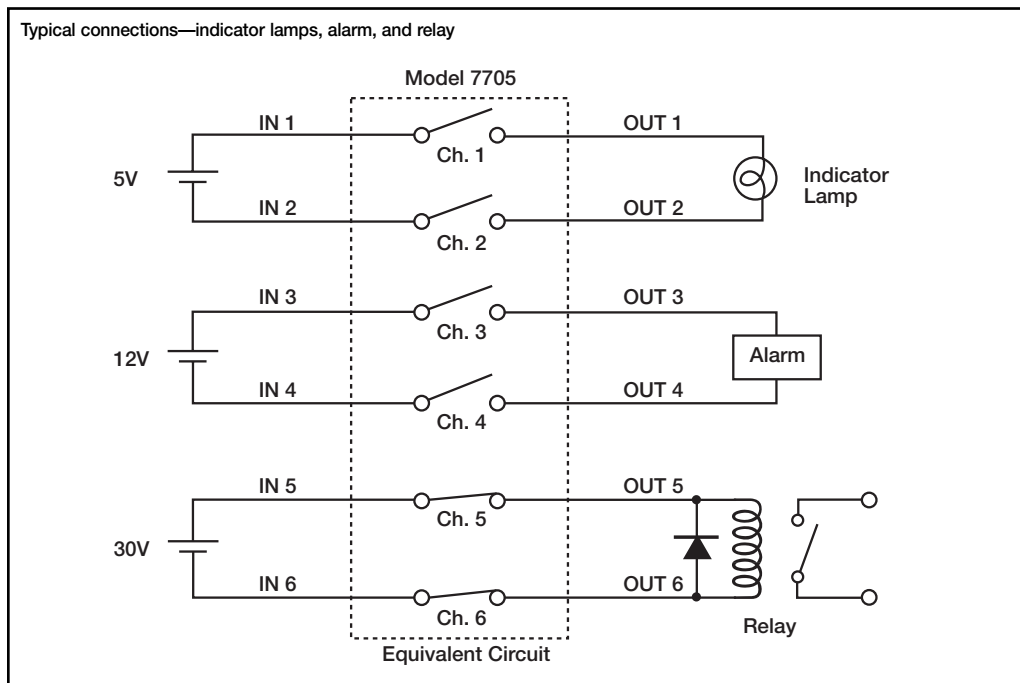 Typical connections—indicator lamps, alarm, and relay
Model 7705
IN 1
OUT 1
Ch. 1
5V
Indicator
Lamp
IN 2
OUT 2
Ch. 2
IN 3
OUT 3
Ch. 3
12V
Alarm
IN 4
OUT 4
Ch. 4
IN 5
OUT 5
Ch. 5
30V
IN 6
OUT 6
Ch. 6
Relay
Equivalent Circuit